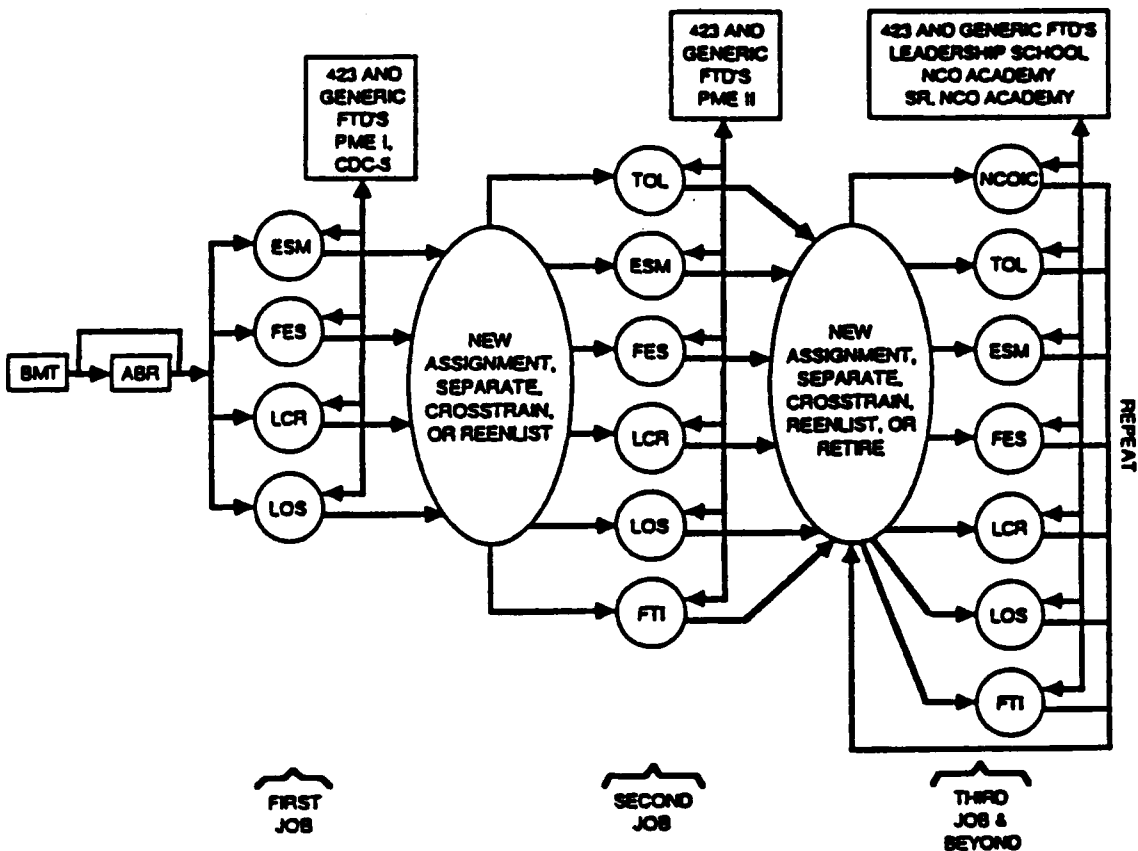 423 AND
GENERIC
FTD'S
PME I,
CDC-S
423 AND
GENERIC
FTD'S
PME II
423 AND GENERIC FTD'S
LEADERSHIP SCHOOL
NCO ACADEMY
SR. NCO ACADEMY
BMT
ABR
ESM
FES
LCR
LOS
NEW
ASSIGNMENT,
SEPARATE,
CROSSTRAIN,
OR REENLIST
TOL
ESM
FES
LCR
LOS
FTI
NEW
ASSIGNMENT,
SEPARATE,
CROSSTRAIN,
REENLIST, OR
RETIRE
NCOIC
TOL
ESM
FES
LCR
LOS
FTI
REPEAT
FIRST
JOB
SECOND
JOB
THIRD
JOB &
BEYOND